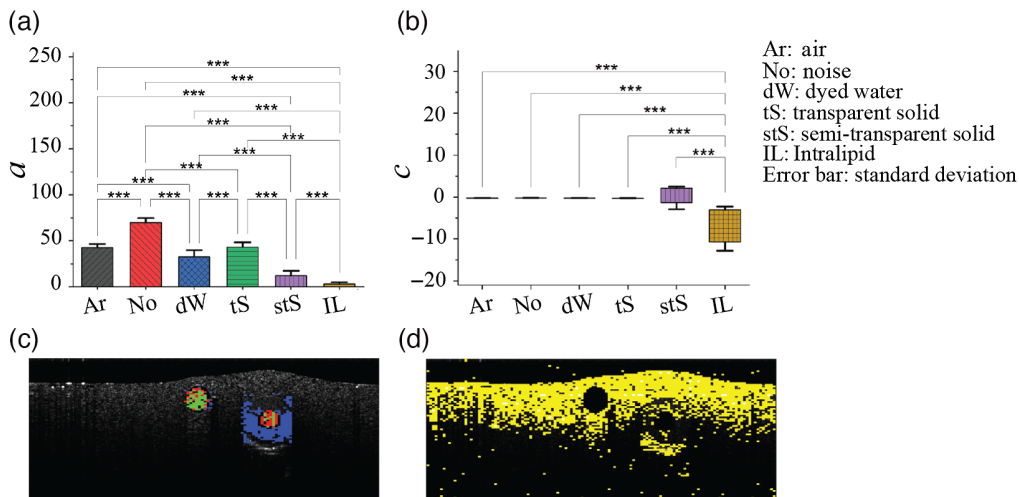 (a)
250
200
150
100
50
0
a
***
***
***
***
***
***
***
***
***
***
***
***
***
***
Ar No dW tS stS IL
(b)
30
20
10
0
−10
−20
c
***
***
***
***
***
Ar No dW tS stS IL
Ar: air
No: noise
dW: dyed water
tS: transparent solid
stS: semi-transparent solid
IL: Intralipid
Error bar: standard deviation
(c)
(d)